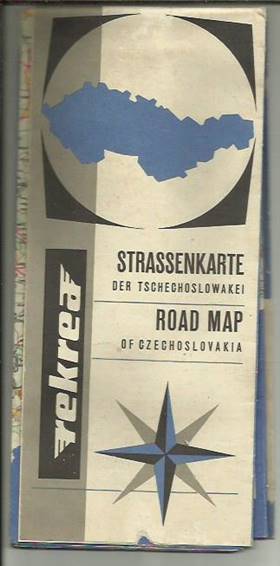 STRASSENKARTE
DER TSCHECHOSLOWAKEI
ROAD MAP
OF CZECHOSLOVAKIA
rekrea